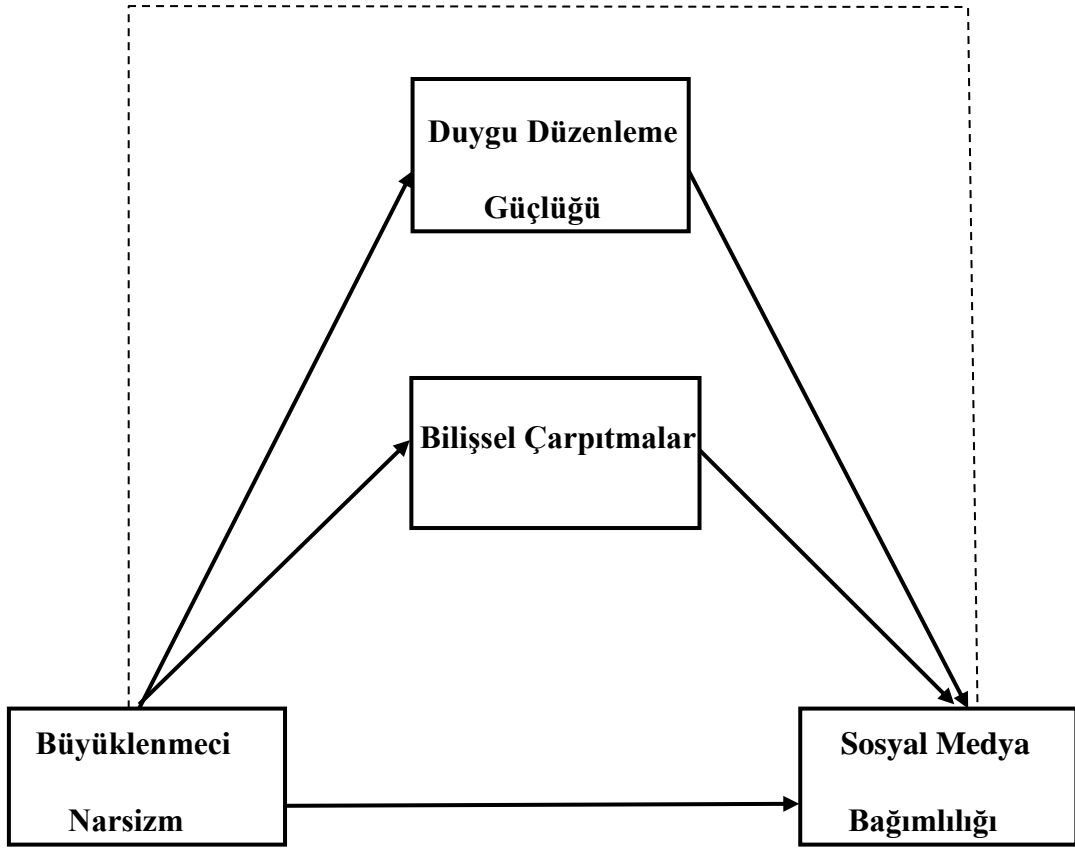 Duygu Düzenleme
Güçlüğü
Bilişsel Çarpıtmalar
Büyüklenmeci
Narsizm
Sosyal Medya
Bağımlılığı